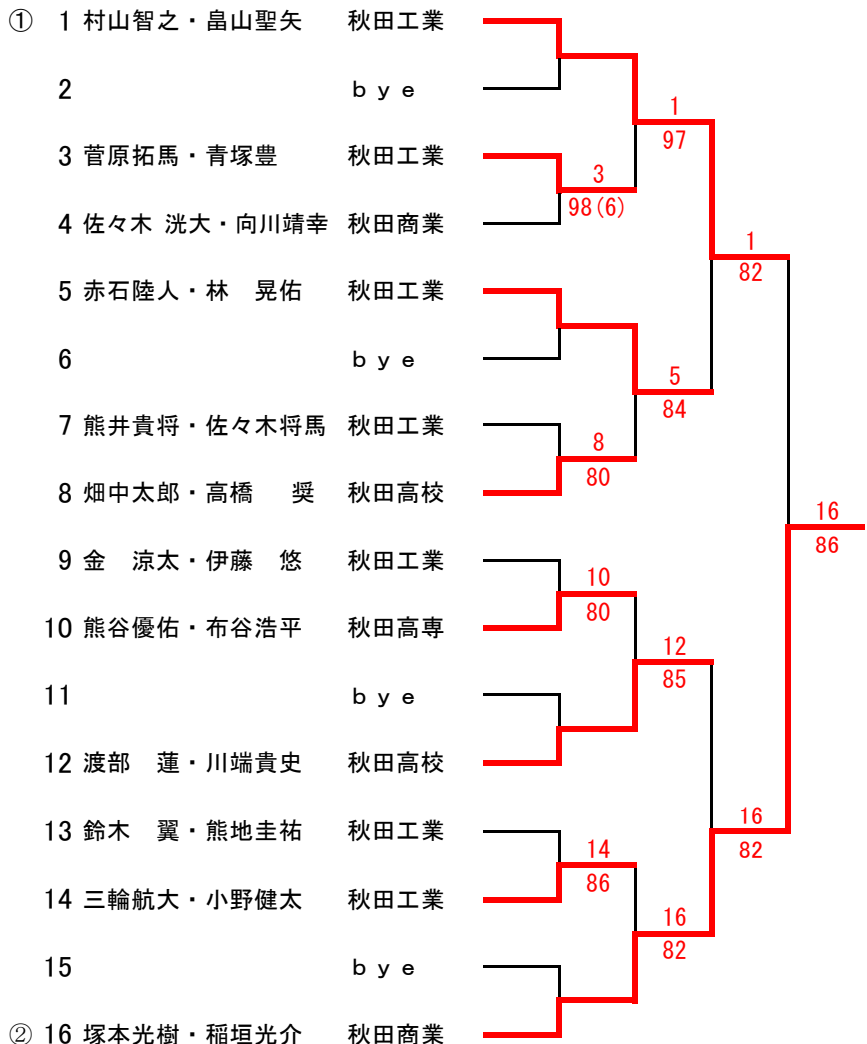 ① 1 村山智之・畠山聖矢 秋田工業
2 ｂｙｅ
1
97
3 菅原拓馬・青塚豊 秋田工業
3
98(6)
4 佐々木 洸大・向川靖幸 秋田商業
1
82
5 赤石陸人・林　晃佑 秋田工業
6 ｂｙｅ
5
84
7 熊井貴将・佐々木将馬 秋田工業
8
80
8 畑中太郎・高橋　奨 秋田高校
16
86
9 金　涼太・伊藤　悠 秋田工業
10
80
10 熊谷優佑・布谷浩平 秋田高専
12
85
11 ｂｙｅ
12 渡部　蓮・川端貴史 秋田高校
13 鈴木　翼・熊地圭祐 秋田工業
16
82
14
86
14 三輪航大・小野健太 秋田工業
16
82
15 ｂｙｅ
② 16 塚本光樹・稲垣光介 秋田商業